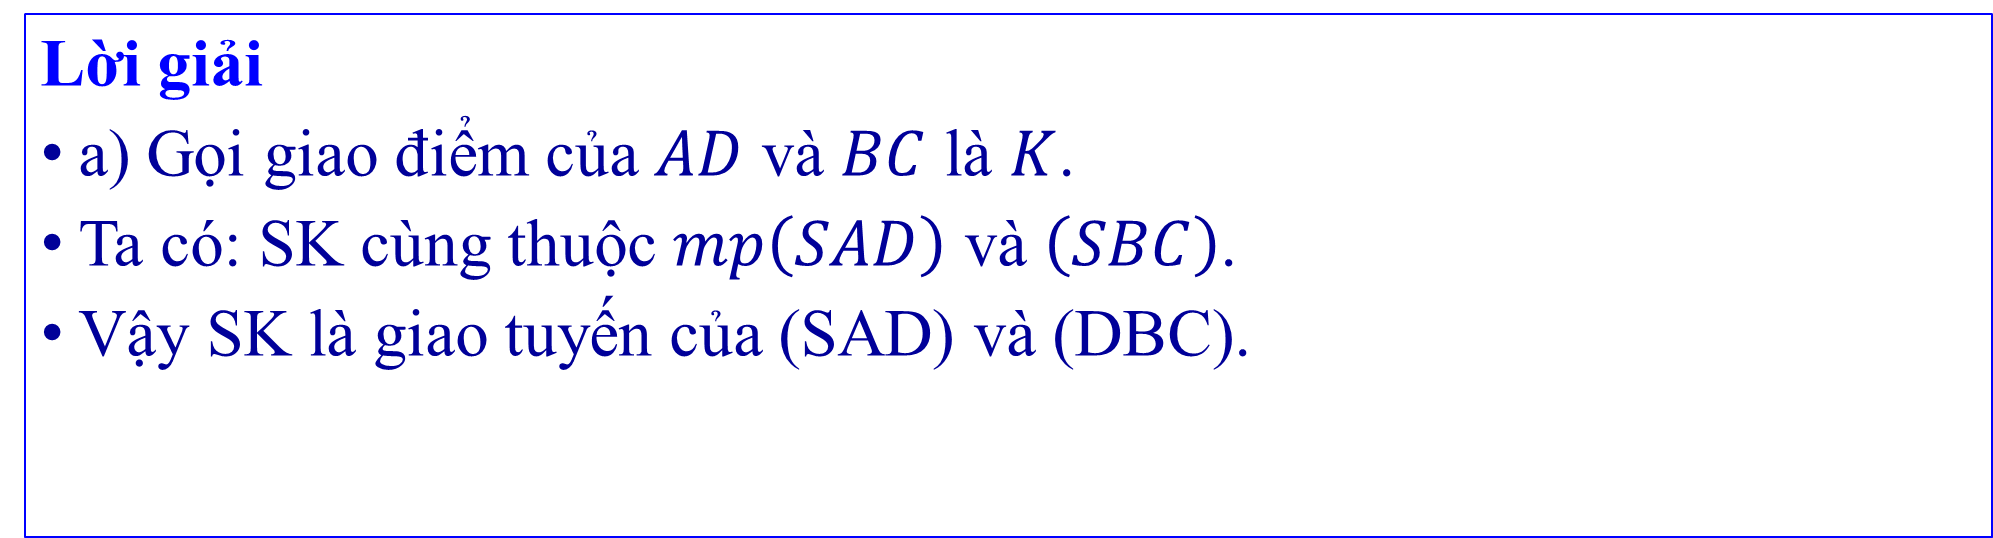 Lời giải
• a) Gọi giao điểm của AD và BC là K.
• Ta có: SK cùng thuộc mp(SAD) và (SBC).
• Vậy SK là giao tuyến của (SAD) và (DBC).